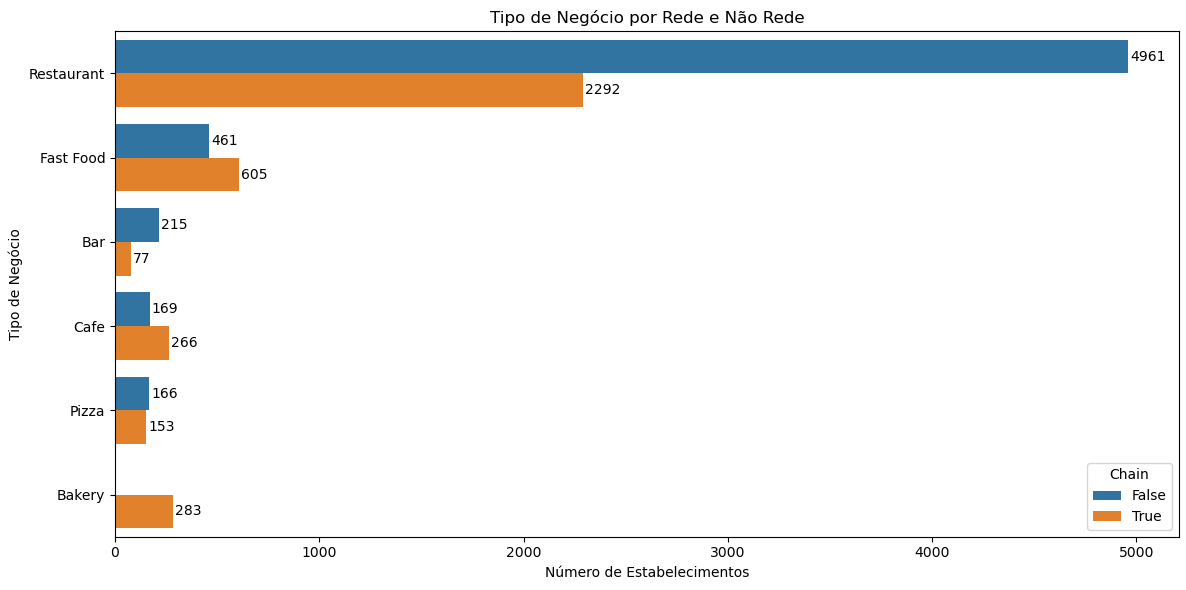 Tipo de Negócio por Rede e Não Rede
Tipo de Negócio
Restaurant
4961
2292
Fast Food
461
605
Bar
215
77
Cafe
169
266
Pizza
166
153
Bakery
283
Chain
False
True
0 1000 2000 3000 4000 5000
Número de Estabelecimentos